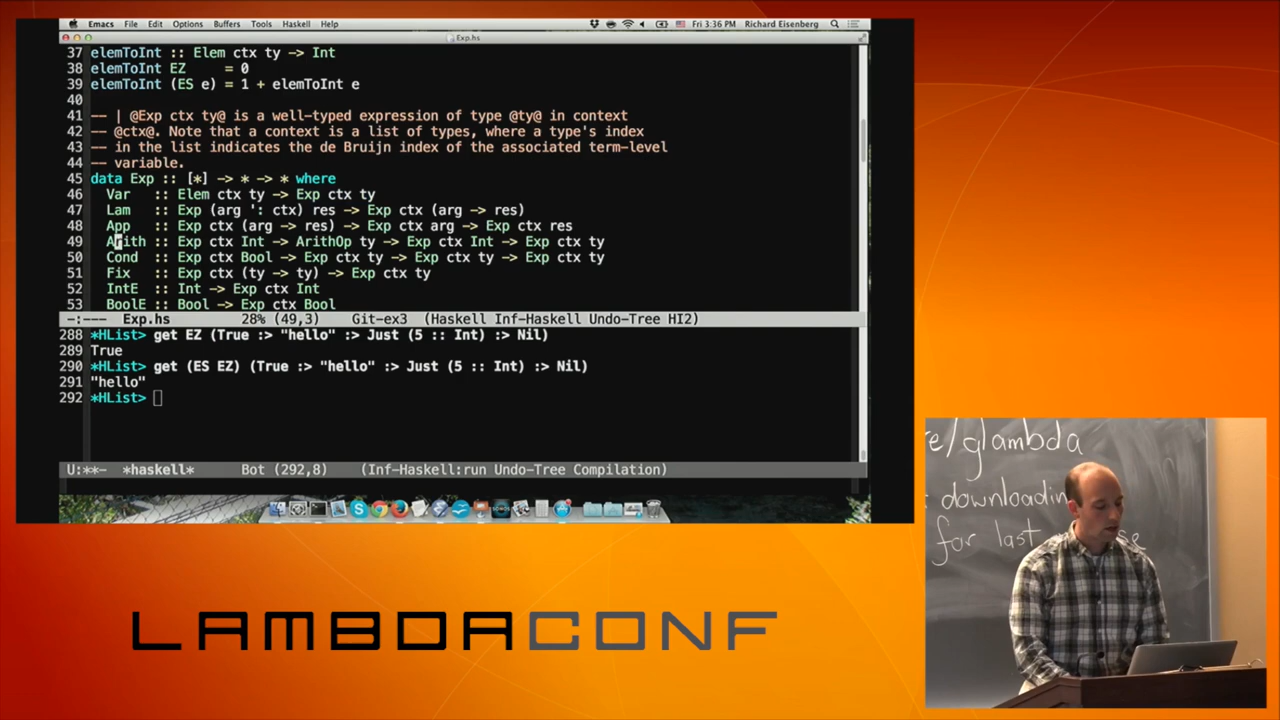 Emacs File Edit Options Buffers Tools Haskell Help Fri 3:36 PM Richard Eisenberg
Exp.hs
37 elemToInt :: Elem ctx ty -> Int
38 elemToInt EZ = 0
39 elemToInt (ES e) = 1 + elemToInt e
40
41 -- | @Exp ctx ty@ is a well-typed expression of type @ty@ in context
42 -- @ctx@. Note that a context is a list of types, where a type's index
43 -- in the list indicates the de Bruijn index of the associated term-level
44 -- variable.
45 data Exp :: [*] -> * -> * where
46 Var :: Elem ctx ty -> Exp ctx ty
47 Lam :: Exp (arg ': ctx) res -> Exp ctx (arg -> res)
48 App :: Exp ctx (arg -> res) -> Exp ctx arg -> Exp ctx res
49 Arith :: Exp ctx Int -> ArithOp ty -> Exp ctx Int -> Exp ctx ty
50 Cond :: Exp ctx Bool -> Exp ctx ty -> Exp ctx ty -> Exp ctx ty
51 Fix :: Exp ctx (ty -> ty) -> Exp ctx ty
52 IntE :: Int -> Exp ctx Int
53 BoolE :: Bool -> Exp ctx Bool
-:--- Exp.hs 28% (49,3) Git-ex3 (Haskell Inf-Haskell Undo-Tree HI2)
288 *HList> get EZ (True :> "hello" :> Just (5 :: Int) :> Nil)
289 True
290 *HList> get (ES EZ) (True :> "hello" :> Just (5 :: Int) :> Nil)
291 "hello"
292 *HList>
U:**- *haskell* Bot (292,8) (Inf-Haskell:run Undo-Tree Compilation)
/glambda
downloadin
for last
LAMBDACONF